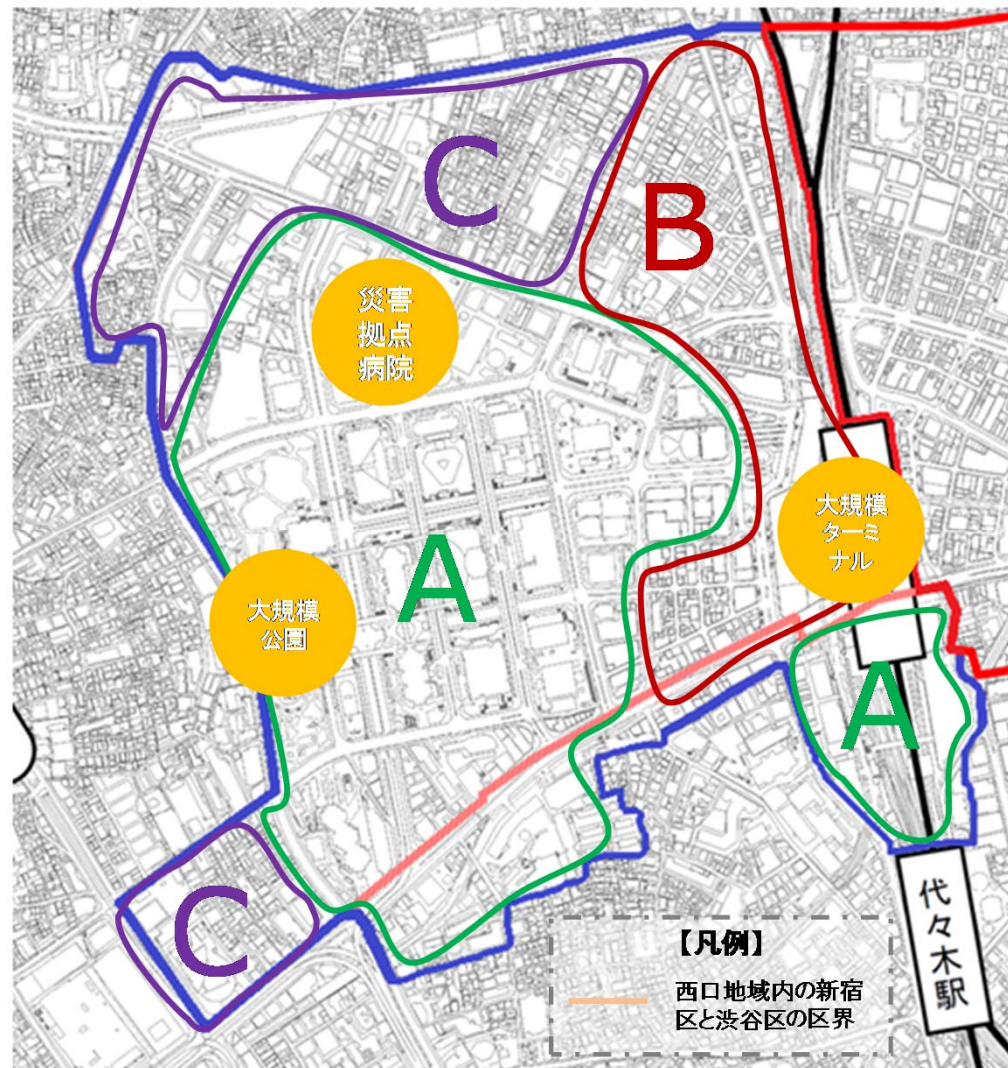 C
B
災害
拠点
病院
大規模
ターミ
ナル
A
大規模
公園
A
C
代々木駅
【凡例】
西口地域内の新宿
区と渋谷区の区界